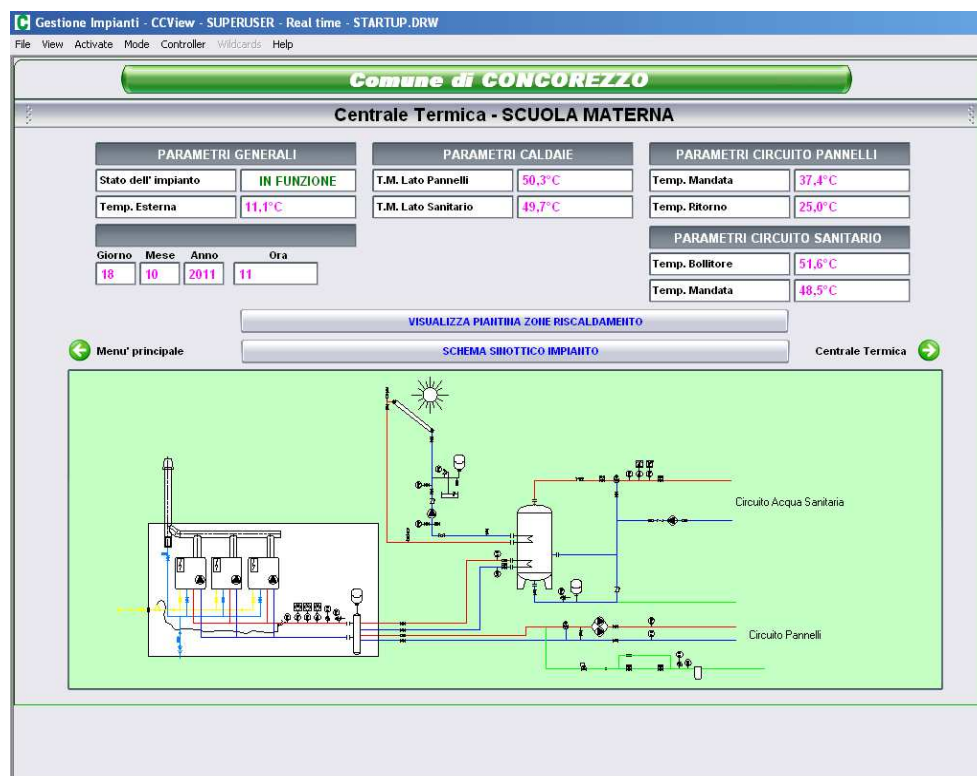 Gestione Impianti - CCView - SUPERUSER - Real time - STARTUP.DRW
File View Activate Mode Controller Wildcards Help
Comune di CONCOREZZO
Centrale Termica - SCUOLA MATERNA
PARAMETRI GENERALI PARAMETRI CALDAIE PARAMETRI CIRCUITO PANNELLI
Stato dell' impianto IN FUNZIONE T.M. Lato Pannelli 50,3°C Temp. Mandata 37,4°C
Temp. Esterna 11,1°C T.M. Lato Sanitario 49,7°C Temp. Ritorno 25,0°C
PARAMETRI CIRCUITO SANITARIO
Giorno Mese Anno Ora Temp. Bollitore 51,6°C
18 10 2011 11 Temp. Mandata 48,5°C
VISUALIZZA PIANTINA ZONE RISCALDAMENTO
Menu' principale SCHEMA SINOTTICO IMPIANTO Centrale Termica
Circuito Acqua Sanitaria
Circuito Pannelli